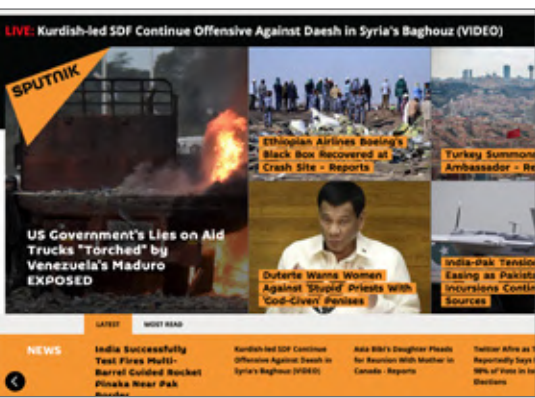 LIVE: Kurdish-led SDF Continue Offensive Against Daesh in Syria's Baghouz (VIDEO)
SPUTNIK
US Government's Lies on Aid
Trucks "Torched" by
Venezuela's Maduro
EXPOSED
Ethiopian Airlines Boeing's
Black Box Recovered at
Crash Site - Reports
Turkey Summons
Ambassador - Re
Duterte Warns Women
Against 'Stupid' Priests With
'God-Given' Penises
India-Pak Tension
Easing as Pakista
Incursions Contin
Sources
LATEST
MOST READ
NEWS
India Successfully
Test Fires Multi-
Barrel Guided Rocket
Pinaka Near Pak
Border
Kurdish-led SDF Continue
Offensive Against Daesh in
Syria's Baghouz (VIDEO)
Asia Bibi's Daughter Pleads
for Reunion With Mother in
Canada - Reports
Twitter Afire as T
Reportedly Says
98% of Vote in
Elections